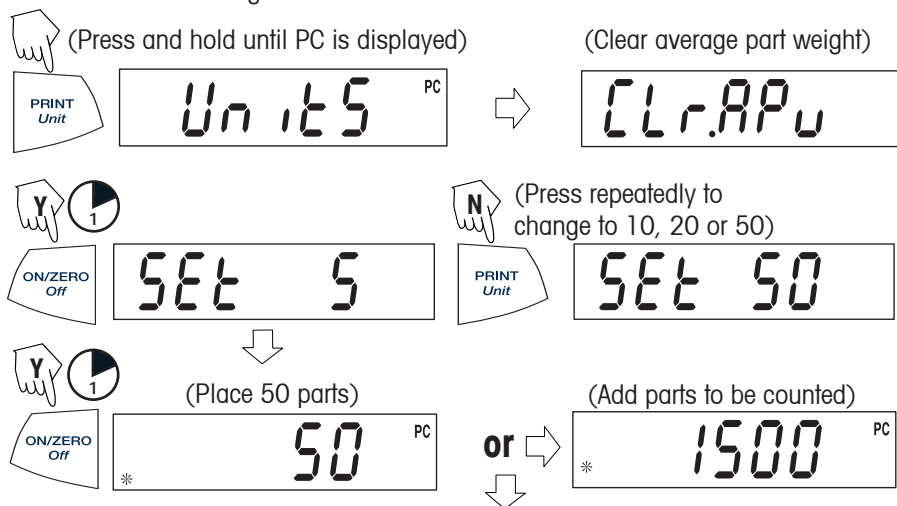 (Press and hold until PC is displayed) (Clear average part weight)
PRINT
Unit
UnitS PC
CLr.APu
Y 1
N (Press repeatedly to
change to 10, 20 or 50)
ON/ZERO
Off
SEt 5
PRINT
Unit
SEt 50
Y 1
(Place 50 parts) (Add parts to be counted)
ON/ZERO
Off
* 50 PC
or
* 1500 PC